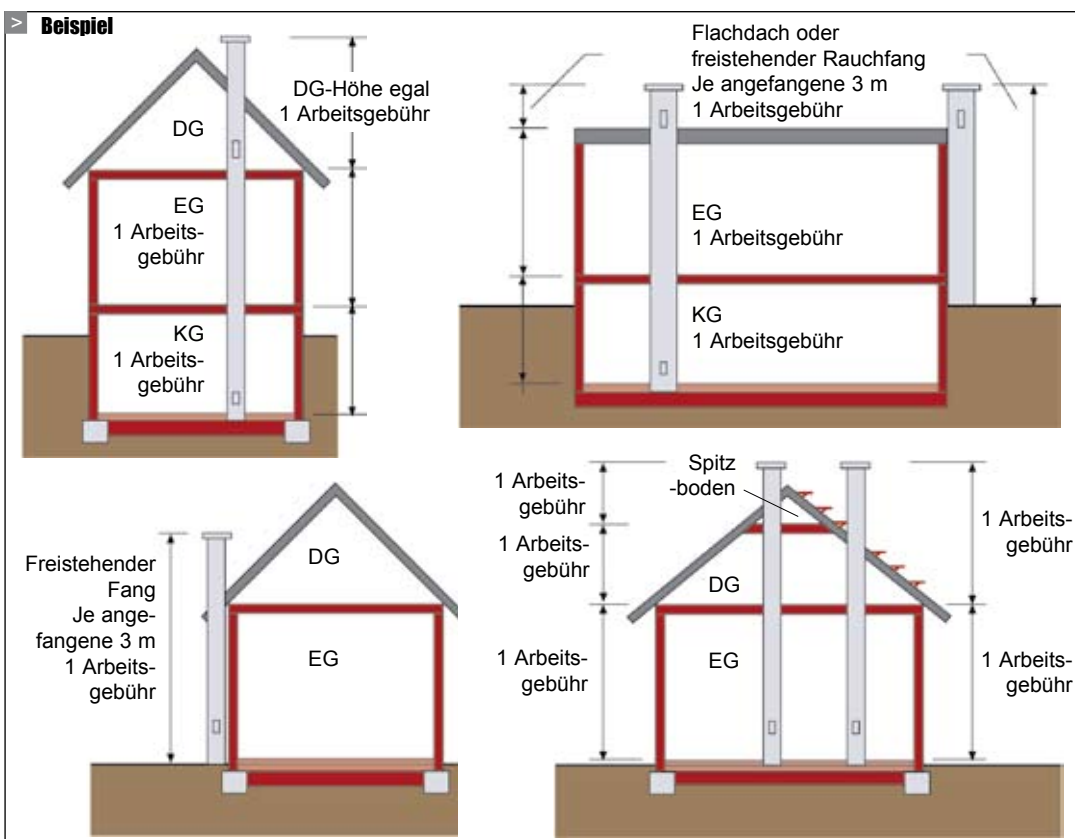 > Beispiel
DG-Höhe egal
1 Arbeitsgebühr
DG
EG
1 Arbeits-
gebühr
KG
1 Arbeits-
gebühr
Flachdach oder
freistehender Rauchfang
Je angefangene 3 m
1 Arbeitsgebühr
EG
1 Arbeitsgebühr
KG
1 Arbeitsgebühr
Freistehender
Fang
Je ange-
fangene 3 m
1 Arbeits-
gebühr
DG
EG
1 Arbeits-
gebühr
1 Arbeits-
gebühr
1 Arbeits-
gebühr
Spitz
-boden
DG
EG
1 Arbeits-
gebühr
1 Arbeits-
gebühr